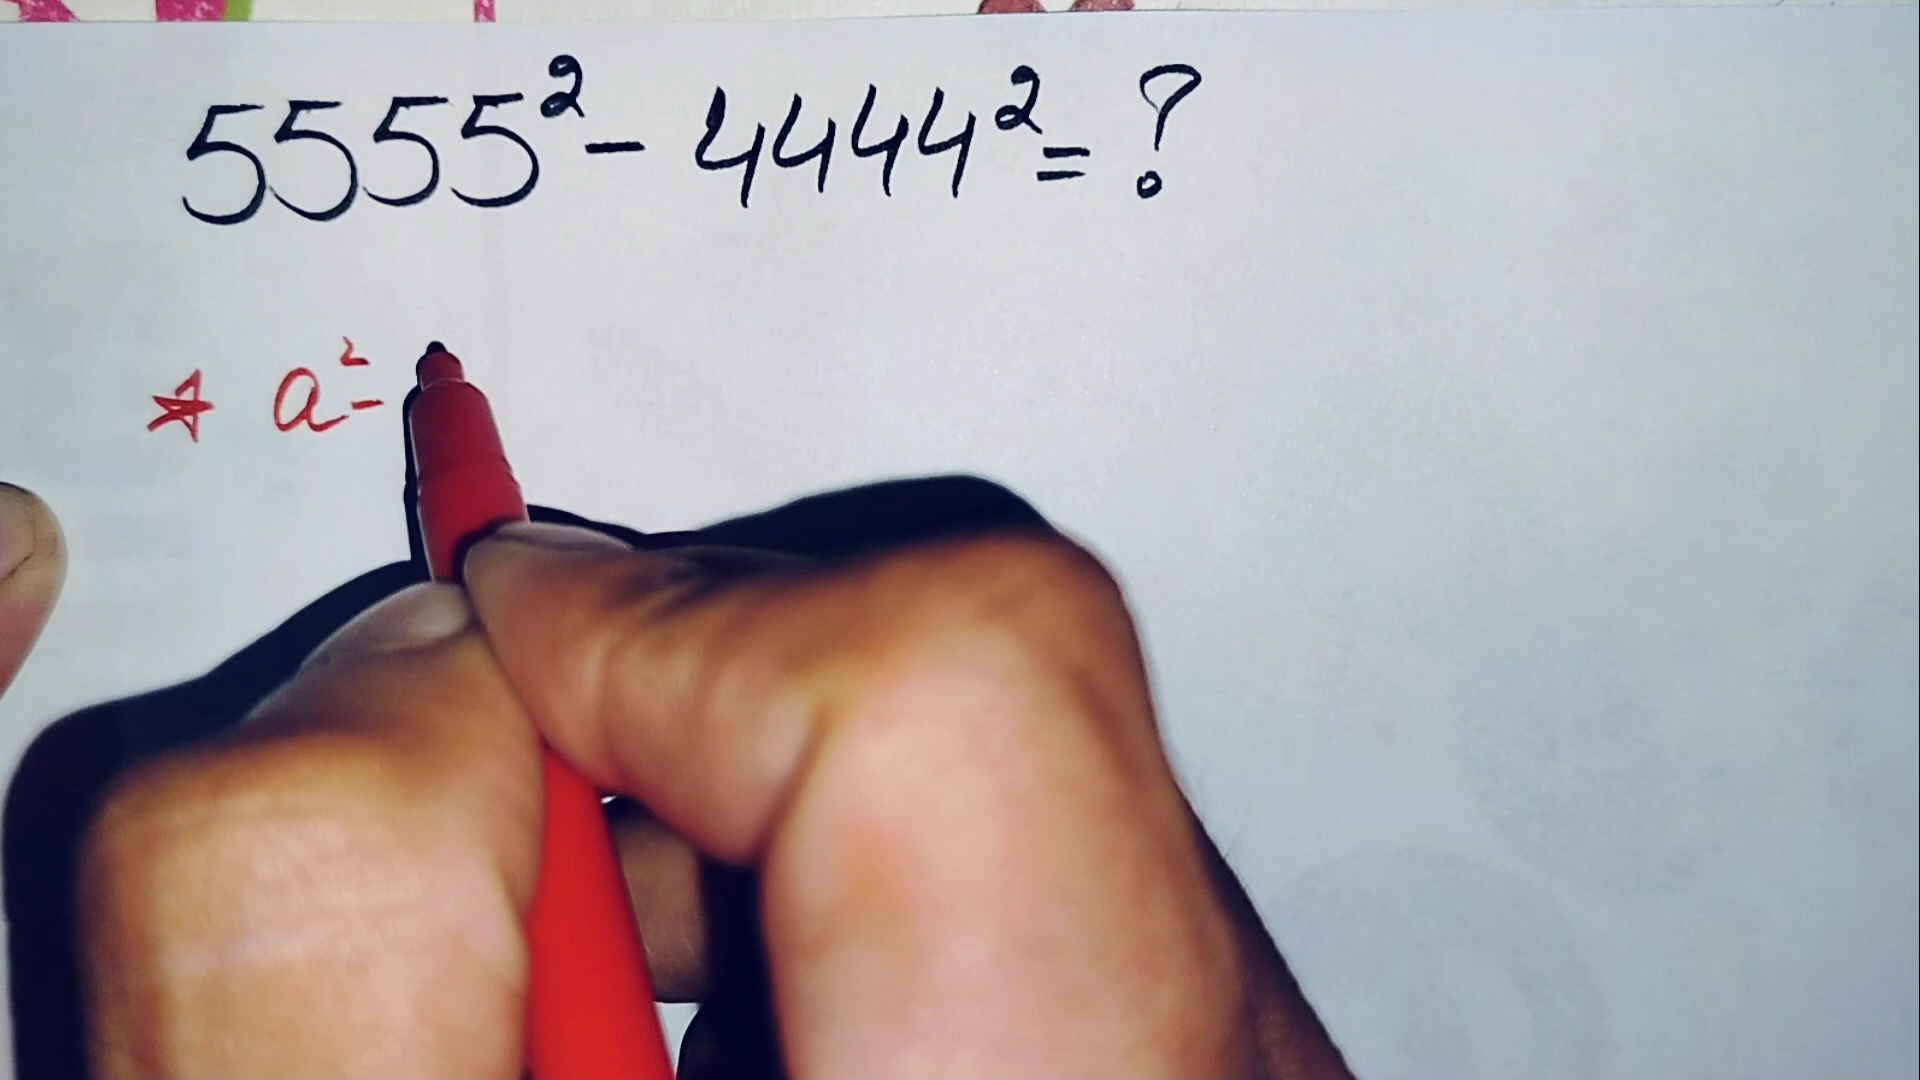 5555² - 4444² = ?
☆ a² -